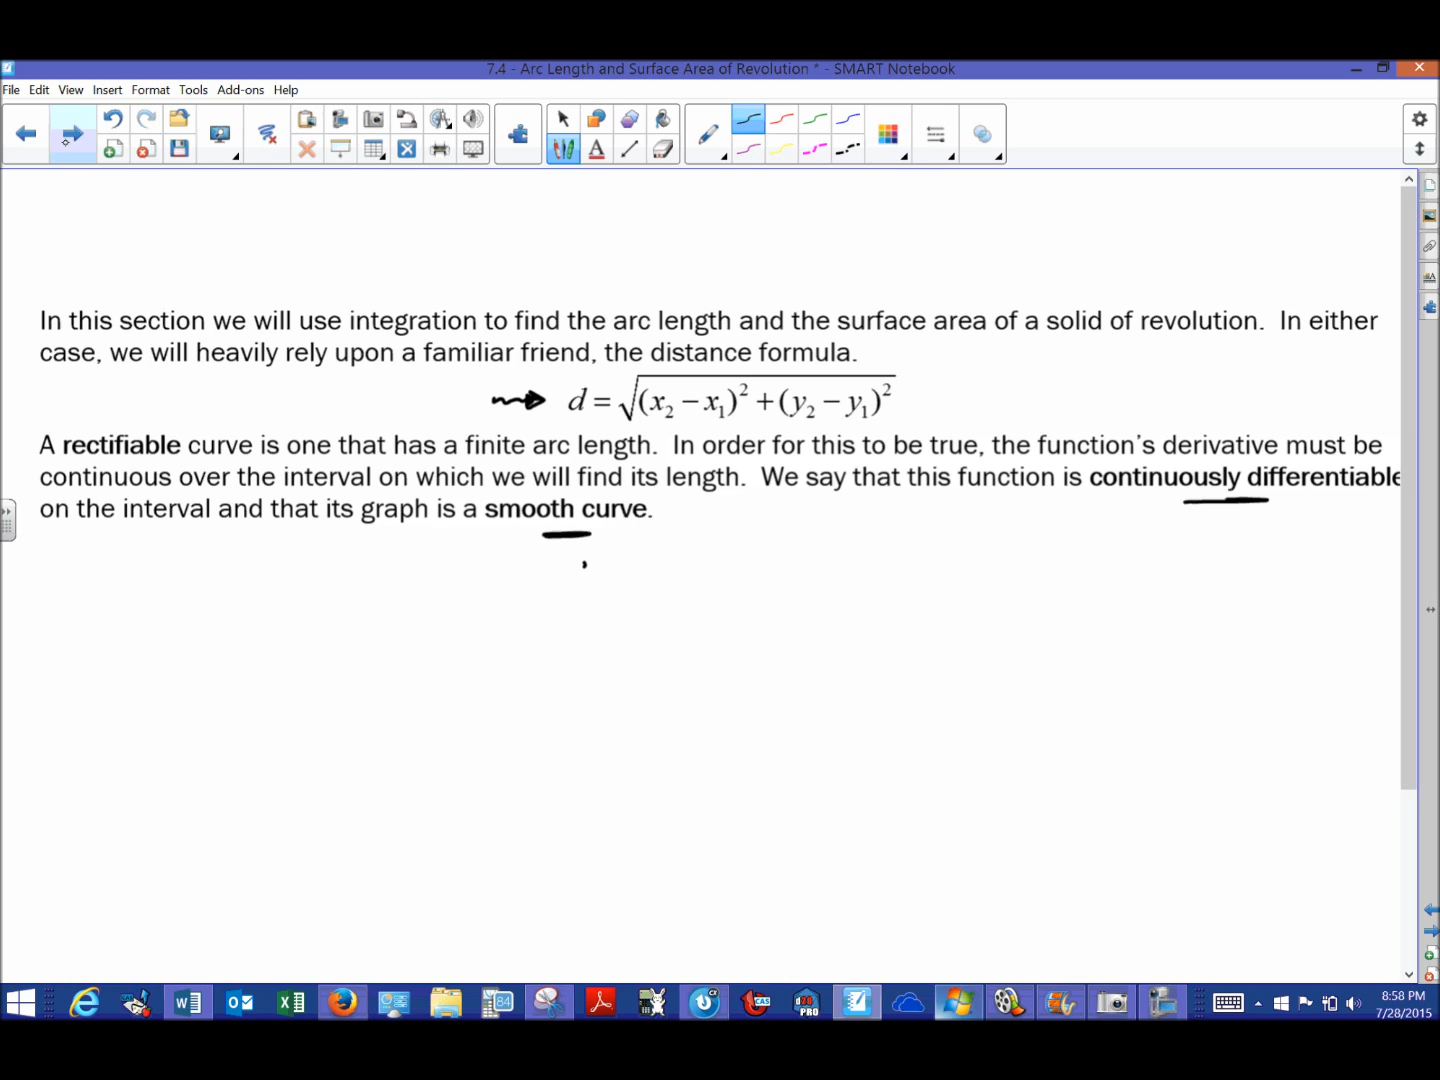 7.4 - Arc Length and Surface Area of Revolution * - SMART Notebook
File Edit View Insert Format Tools Add-ons Help
In this section we will use integration to find the arc length and the surface area of a solid of revolution. In either
case, we will heavily rely upon a familiar friend, the distance formula.
d = √(x₂ − x₁)² + (y₂ − y₁)²
A rectifiable curve is one that has a finite arc length. In order for this to be true, the function's derivative must be
continuous over the interval on which we will find its length. We say that this function is continuously differentiable
on the interval and that its graph is a smooth curve.
8:58 PM
7/28/2015